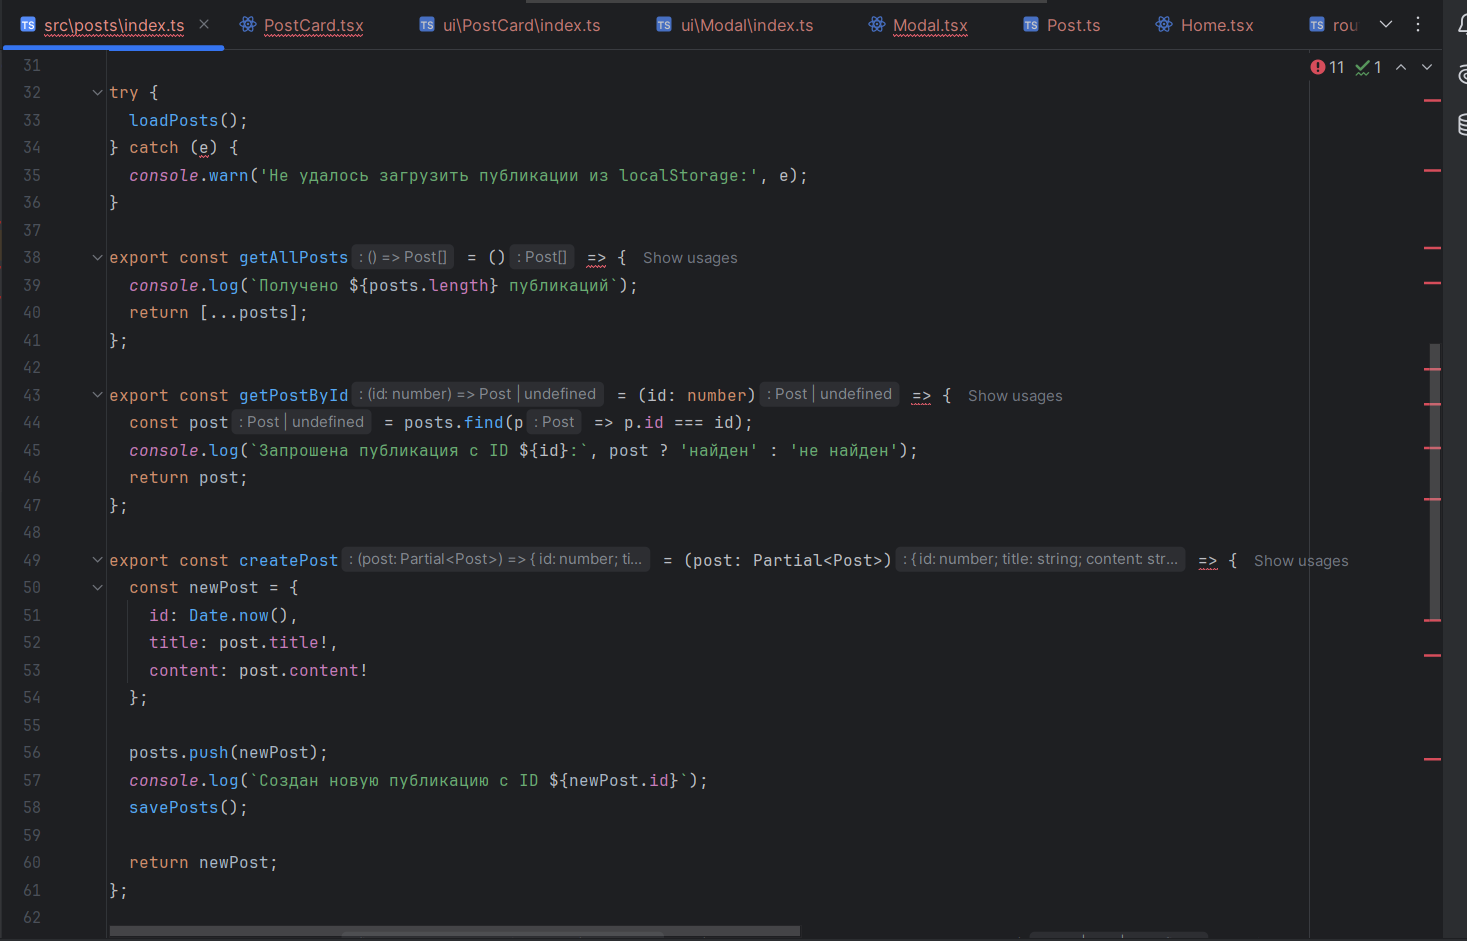 TS src\posts\index.ts × PostCard.tsx TS ui\PostCard\index.ts TS ui\Modal\index.ts Modal.tsx TS Post.ts Home.tsx TS rou
11 1
31
32 try {
33 loadPosts();
34 } catch (e) {
35 console.warn('Не удалось загрузить публикации из localStorage:', e);
36 }
37
38 export const getAllPosts : () => Post[] = () : Post[] => { Show usages
39 console.log(`Получено ${posts.length} публикаций`);
40 return [...posts];
41 };
42
43 export const getPostById : (id: number) => Post | undefined = (id: number) : Post | undefined => { Show usages
44 const post : Post | undefined = posts.find(p : Post => p.id === id);
45 console.log(`Запрошена публикация с ID ${id}:`, post ? 'найден' : 'не найден');
46 return post;
47 };
48
49 export const createPost : (post: Partial<Post>) => { id: number; ti... = (post: Partial<Post>) : { id: number; title: string; content: str... => { Show usages
50 const newPost = {
51 id: Date.now(),
52 title: post.title!,
53 content: post.content!
54 };
55
56 posts.push(newPost);
57 console.log(`Создан новую публикацию с ID ${newPost.id}`);
58 savePosts();
59
60 return newPost;
61 };
62